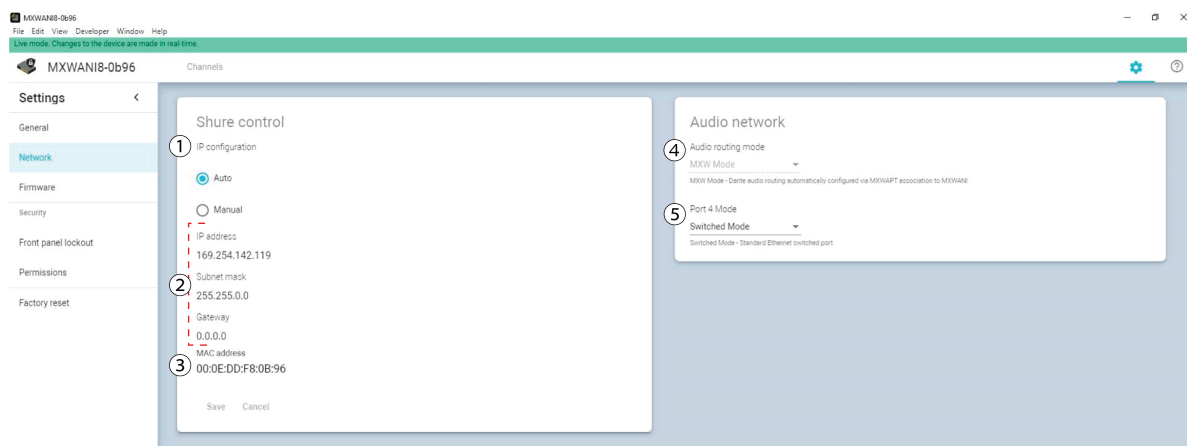 MXWANI8-0b96
File Edit View Developer Window Help
Live mode. Changes to the device are made in real-time.
MXWANI8-0b96
Channels
Settings
General
Network
Firmware
Security
Front panel lockout
Permissions
Factory reset
Shure control
1 IP configuration
Auto
Manual
IP address
169.254.142.119
2 Subnet mask
255.255.0.0
Gateway
0.0.0.0
MAC address
3 00:0E:DD:F8:0B:96
Save Cancel
Audio network
4 Audio routing mode
MXW Mode
MXW Mode - Dante audio routing automatically configured via MXWAPT association to MXWANI
5 Port 4 Mode
Switched Mode
Switched Mode - Standard Ethernet switched port